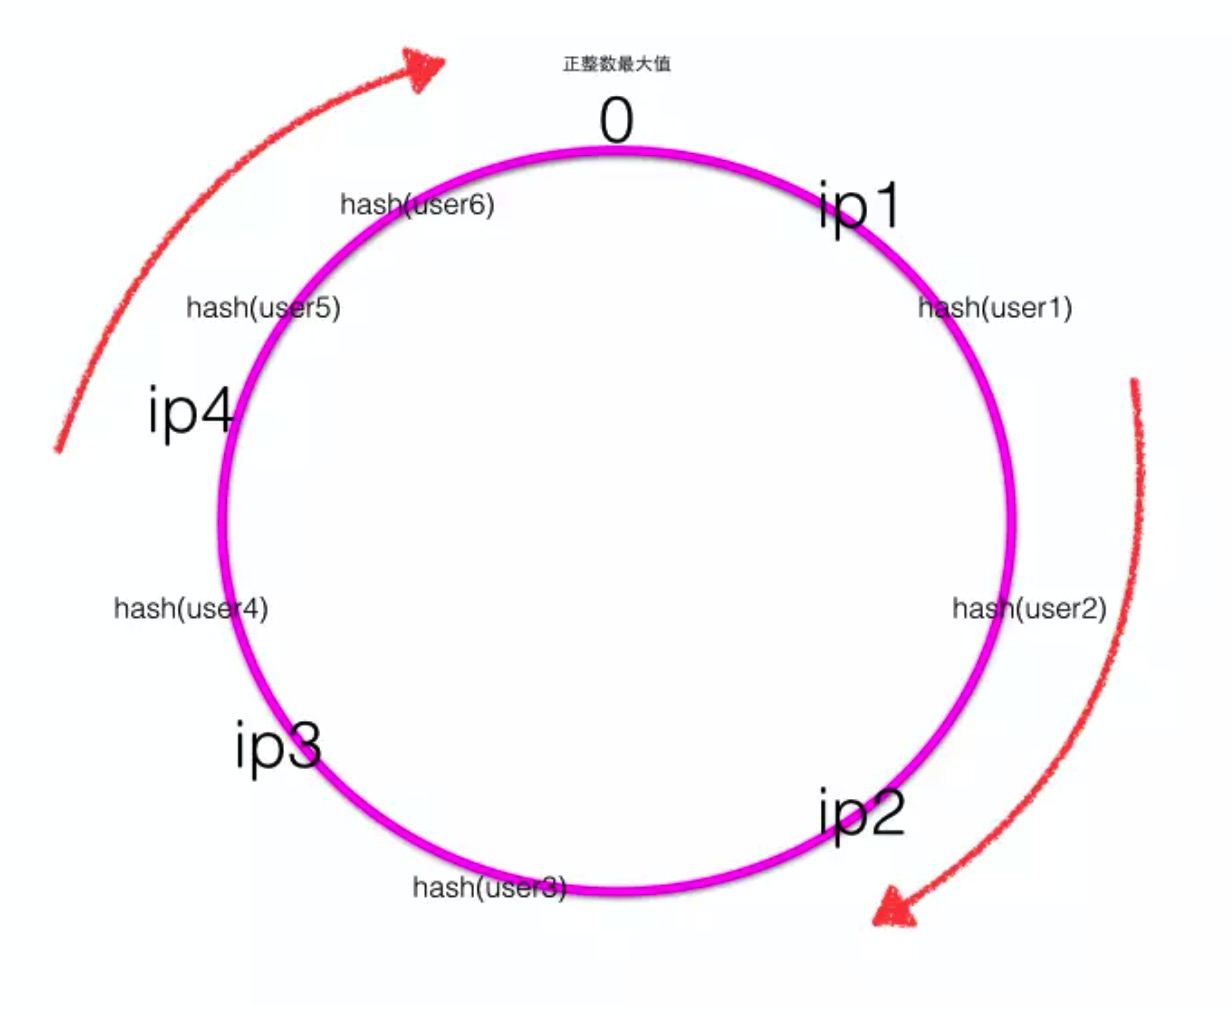 正整数最大值
0
ip1
hash(user6)
hash(user5)
hash(user1)
ip4
hash(user4)
hash(user2)
ip3
ip2
hash(user3)